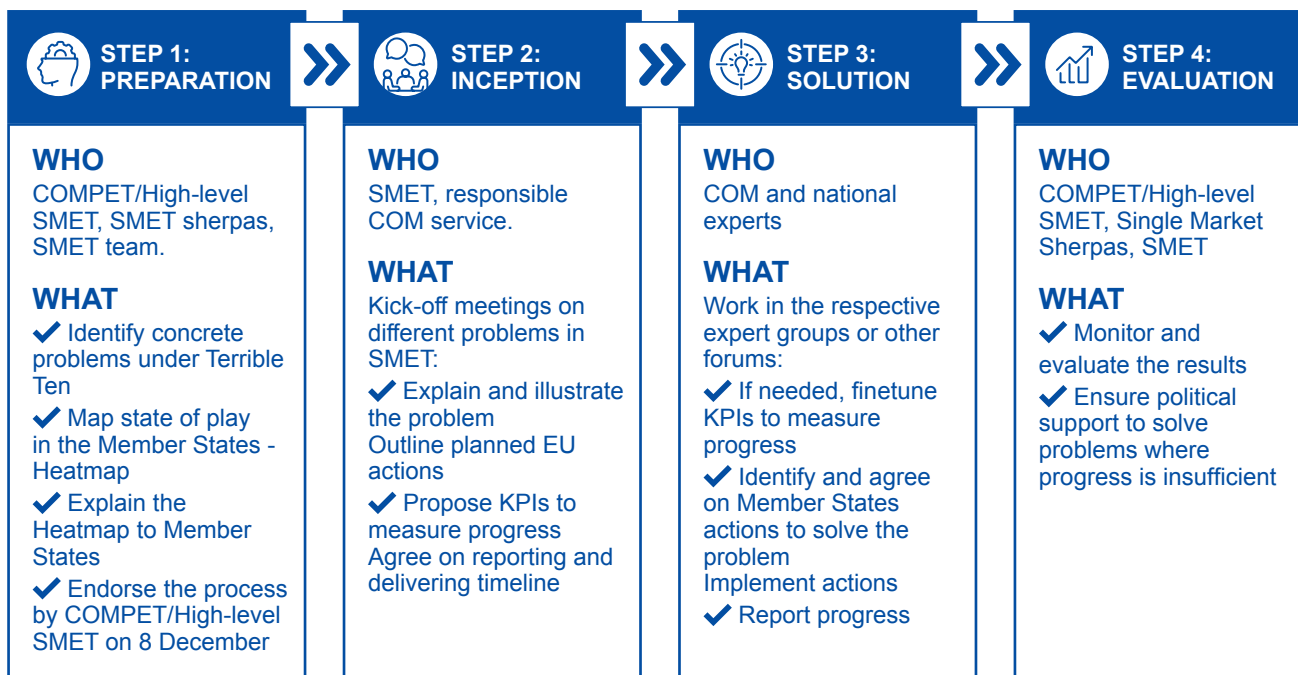 STEP 1:
PREPARATION
WHO
COMPET/High-level
SMET, SMET sherpas,
SMET team.
WHAT
✔ Identify concrete
problems under Terrible
Ten
✔ Map state of play
in the Member States -
Heatmap
✔ Explain the
Heatmap to Member
States
✔ Endorse the process
by COMPET/High-level
SMET on 8 December
STEP 2:
INCEPTION
WHO
SMET, responsible
COM service.
WHAT
Kick-off meetings on
different problems in
SMET:
✔ Explain and illustrate
the problem
Outline planned EU
actions
✔ Propose KPIs to
measure progress
Agree on reporting and
delivering timeline
STEP 3:
SOLUTION
WHO
COM and national
experts
WHAT
Work in the respective
expert groups or other
forums:
✔ If needed, finetune
KPIs to measure
progress
✔ Identify and agree
on Member States
actions to solve the
problem
Implement actions
✔ Report progress
STEP 4:
EVALUATION
WHO
COMPET/High-level
SMET, Single Market
Sherpas, SMET
WHAT
✔ Monitor and
evaluate the results
✔ Ensure political
support to solve
problems where
progress is insufficient